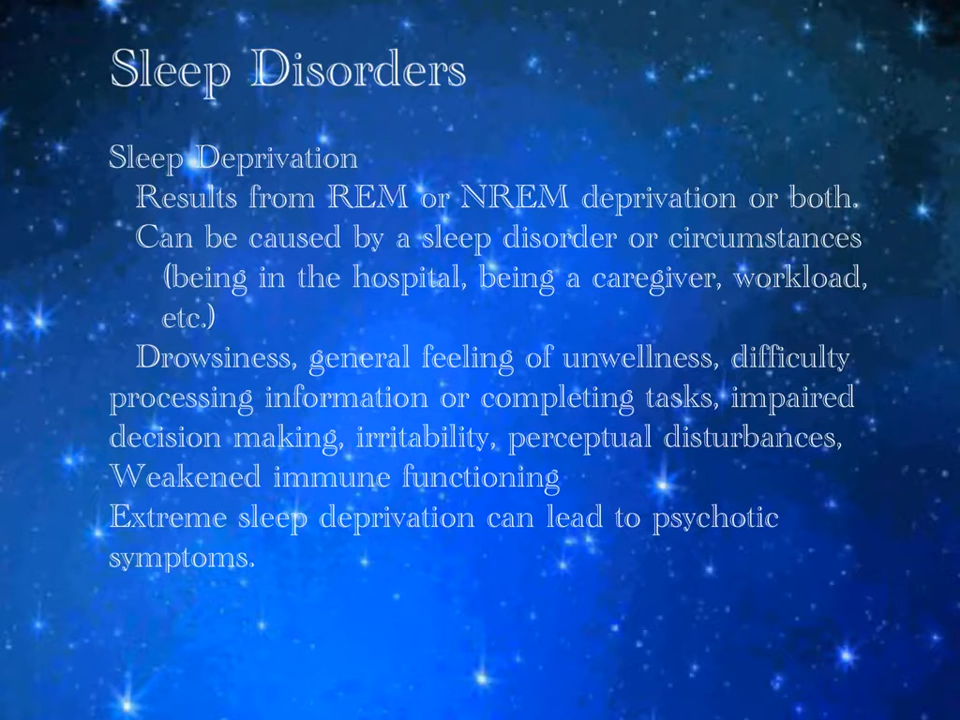 Sleep Disorders
Sleep Deprivation
Results from REM or NREM deprivation or both.
Can be caused by a sleep disorder or circumstances
(being in the hospital, being a caregiver, workload,
etc.)
Drowsiness, general feeling of unwellness, difficulty
processing information or completing tasks, impaired
decision making, irritability, perceptual disturbances,
Weakened immune functioning
Extreme sleep deprivation can lead to psychotic
symptoms.